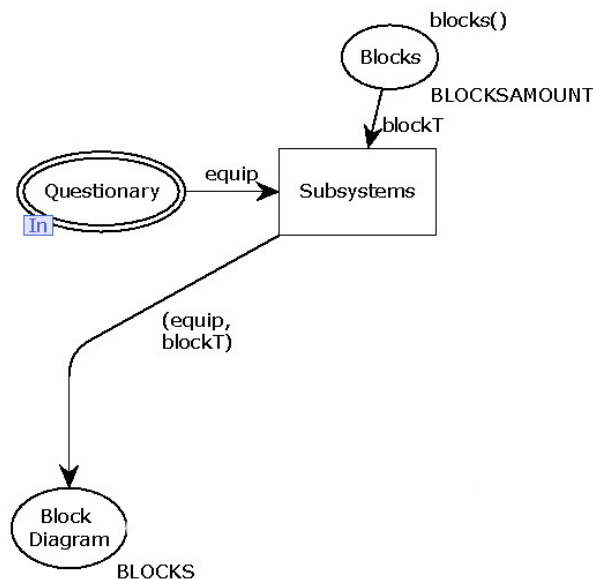 blocks()
Blocks
BLOCKSAMOUNT
blockT
equip
Questionary
Subsystems
In
(equip,
blockT)
Block
Diagram
BLOCKS